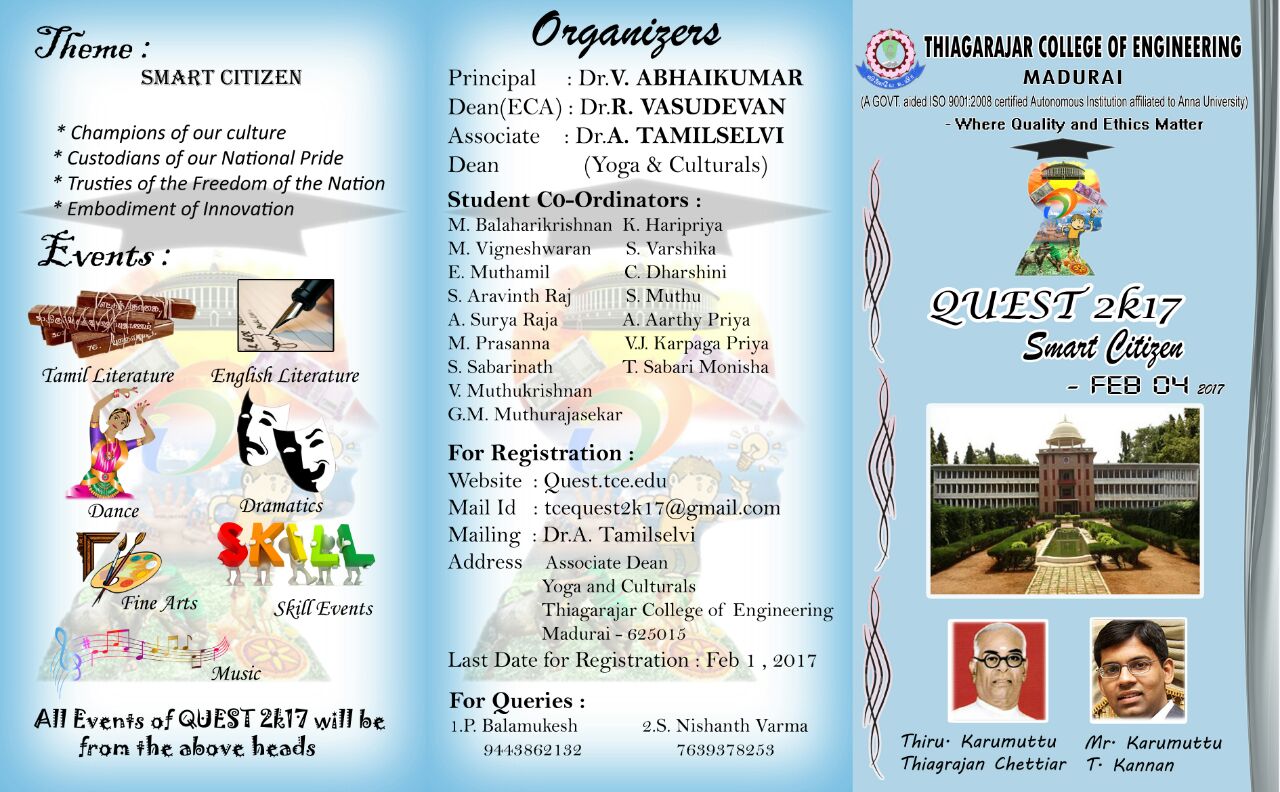 Theme :
SMART CITIZEN
* Champions of our culture
* Custodians of our National Pride
* Trusties of the Freedom of the Nation
* Embodiment of Innovation
Events :
Tamil Literature
English Literature
Dance
Dramatics
Fine Arts
SKILL
Skill Events
Music
All Events of QUEST 2k17 will be
from the above heads
Organizers
Principal : Dr.V. ABHAIKUMAR
Dean(ECA) : Dr.R. VASUDEVAN
Associate : Dr.A. TAMILSELVI
Dean (Yoga & Culturals)
Student C0-Ordinators :
M. Balaharikrishnan K. Haripriya
M. Vigneshwaran S. Varshika
E. Muthamil C. Dharshini
S. Aravinth Raj S. Muthu
A. Surya Raja A. Aarthy Priya
M. Prasanna V.J. Karpaga Priya
S. Sabarinath T. Sabari Monisha
V. Muthukrishnan
G.M. Muthurajasekar
For Registration :
Website : Quest.tce.edu
Mail Id : tcequest2k17@gmail.com
Mailing : Dr.A. Tamilselvi
Address Associate Dean
Yoga and Culturals
Thiagarajar College of Engineering
Madurai - 625015
Last Date for Registration : Feb 1 , 2017
For Queries :
1.P. Balamukesh 2.S. Nishanth Varma
9443862132 7639378253
THIAGARAJAR COLLEGE OF ENGINEERING
MADURAI
(A GOVT. aided ISO 9001:2008 certified Autonomous Institution affiliated to Anna University)
- Where Quality and Ethics Matter
QUEST 2k17
Smart Citizen
- FEB 04 2017
Thiru. Karumuttu
Thiagrajan Chettiar
Mr. Karumuttu
T. Kannan